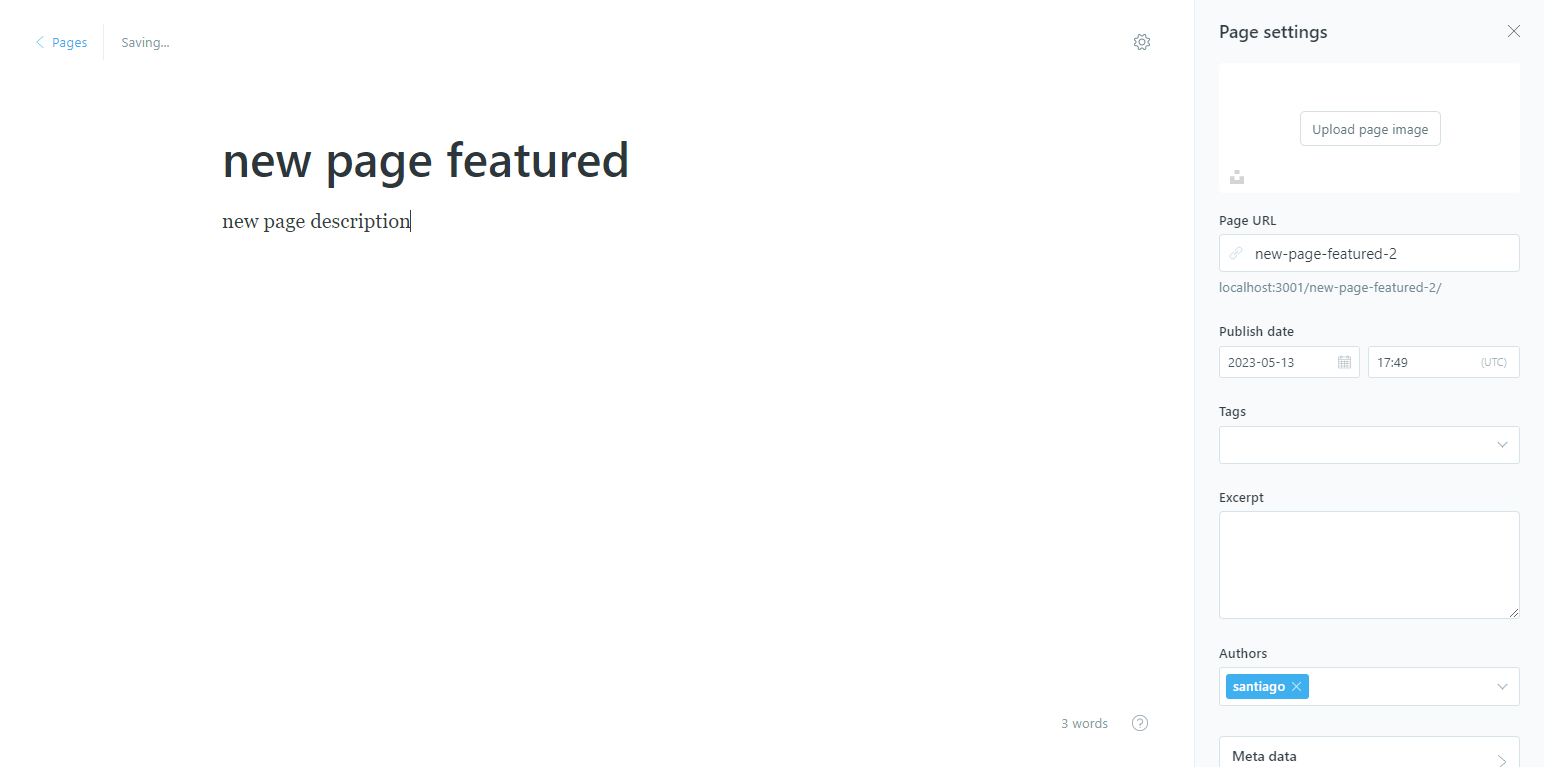 Pages
Saving...
new page featured
new page description
3 words
Page settings
Upload page image
Page URL
new-page-featured-2
localhost:3001/new-page-featured-2/
Publish date
2023-05-13
17:49 (UTC)
Tags
Excerpt
Authors
santiago
Meta data